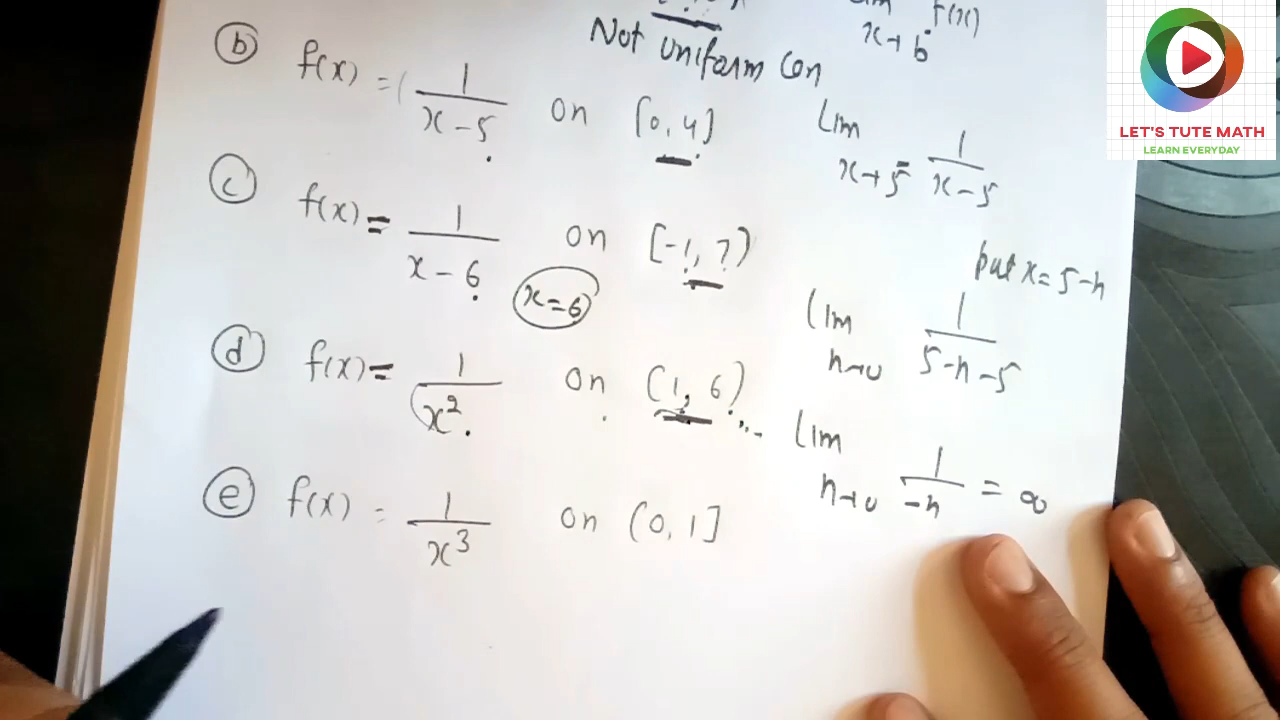 f(x)
x→b⁻
Not uniform Con
(b) f(x) = 1/(x-5) on [0,4]
Lim x→5⁻ 1/(x-5)
(c) f(x) = 1/(x-6) on [-1,7)
x=6
put x=5-h
Lim h→0 1/(5-h-5)
(d) f(x) = 1/x² on (1,6)
Lim h→0 1/-h = ∞
(e) f(x) = 1/x³ on (0,1]
LET'S TUTE MATH
LEARN EVERYDAY